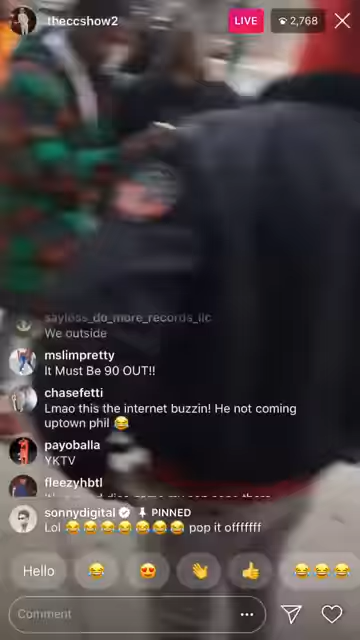 theccshow2
LIVE
2,768
sayless_do_more_records_llc
We outside
mslimpretty
It Must Be 90 OUT!!
chasefetti
Lmao this the internet buzzin! He not coming
uptown phil 😂
payoballa
YKTV
fleezyhbtl
sonnydigital PINNED
Lol 😂😂😂😂😂😂😂 pop it offfffff
Hello 😂 😍 👋 👍 😂😂😂
Comment